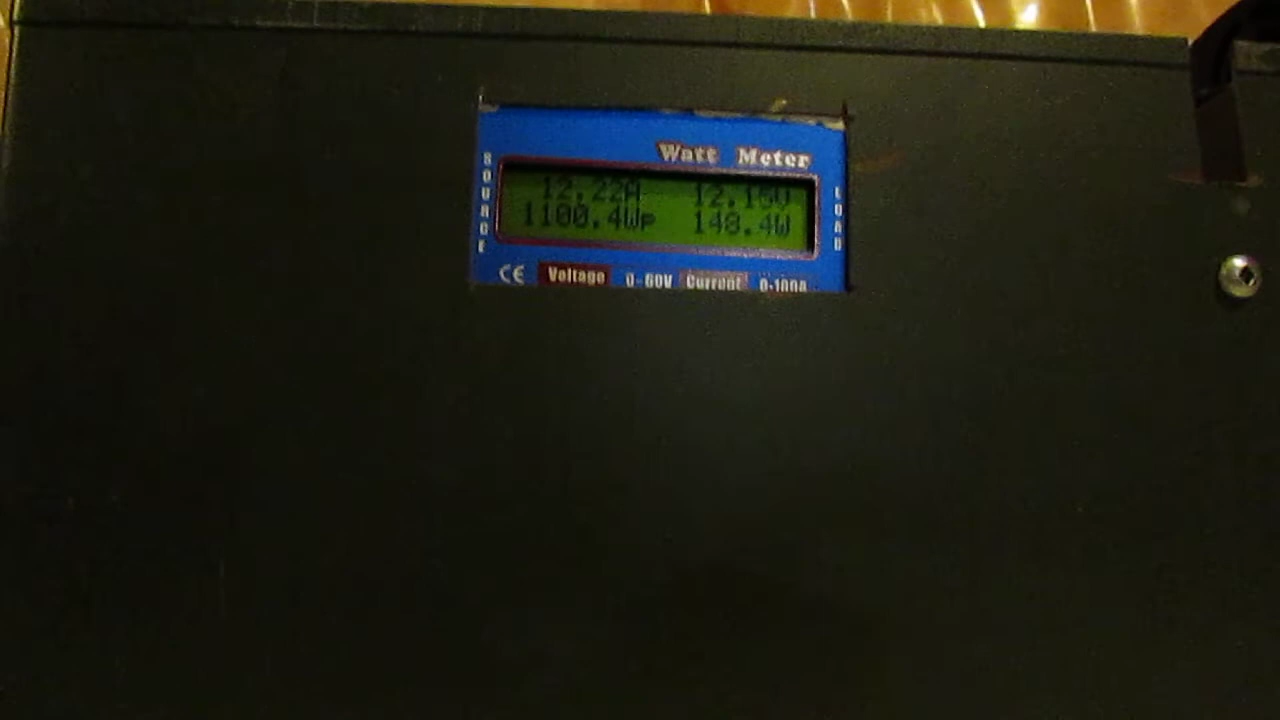 Watt Meter
SOURCE
12.22A 12.15V
1100.4Wp 148.4W
LOAD
CE Voltage 0-60V Current 0-100A